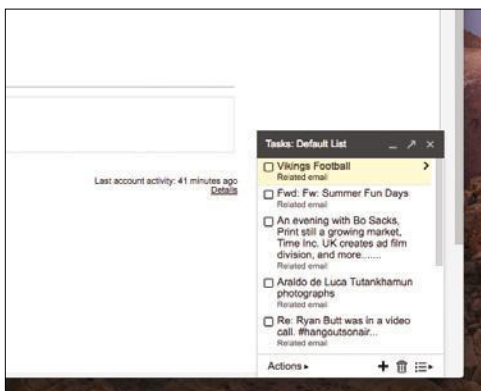 Tasks: Default List
Vikings Football
Related email
Last account activity: 41 minutes ago
Details
Fwd: Fw: Summer Fun Days
Related email
An evening with Bo Sacks,
Print still a growing market,
Time Inc. UK creates ad film
division, and more.......
Related email
Araldo de Luca Tutankhamun
photographs
Related email
Re: Ryan Butt was in a video
call. #hangoutsonair...
Related email
Actions